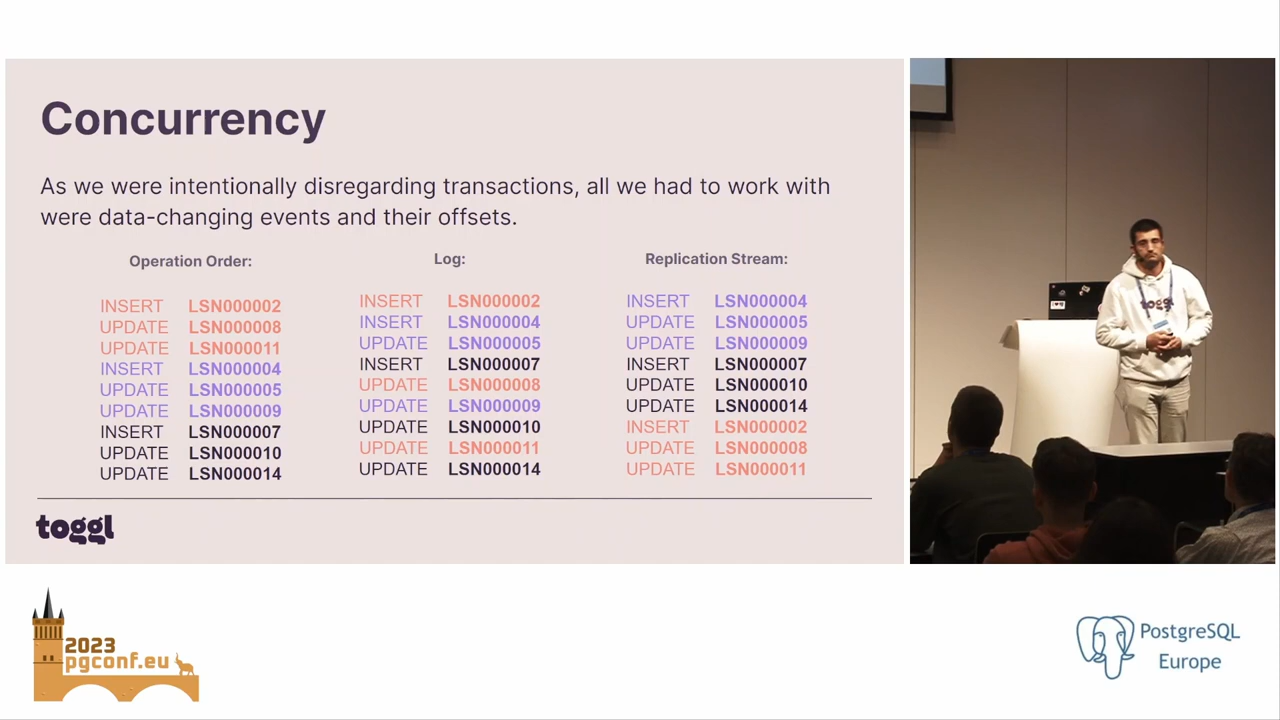 Concurrency
As we were intentionally disregarding transactions, all we had to work with
were data-changing events and their offsets.
Operation Order:
INSERT LSN000002
UPDATE LSN000008
UPDATE LSN000011
INSERT LSN000004
UPDATE LSN000005
UPDATE LSN000009
INSERT LSN000007
UPDATE LSN000010
UPDATE LSN000014
Log:
INSERT LSN000002
INSERT LSN000004
UPDATE LSN000005
INSERT LSN000007
UPDATE LSN000008
UPDATE LSN000009
UPDATE LSN000010
UPDATE LSN000011
UPDATE LSN000014
Replication Stream:
INSERT LSN000004
UPDATE LSN000005
UPDATE LSN000009
INSERT LSN000007
UPDATE LSN000010
UPDATE LSN000014
INSERT LSN000002
UPDATE LSN000008
UPDATE LSN000011
toggl
toggl
2023
pgconf.eu
PostgreSQL
Europe